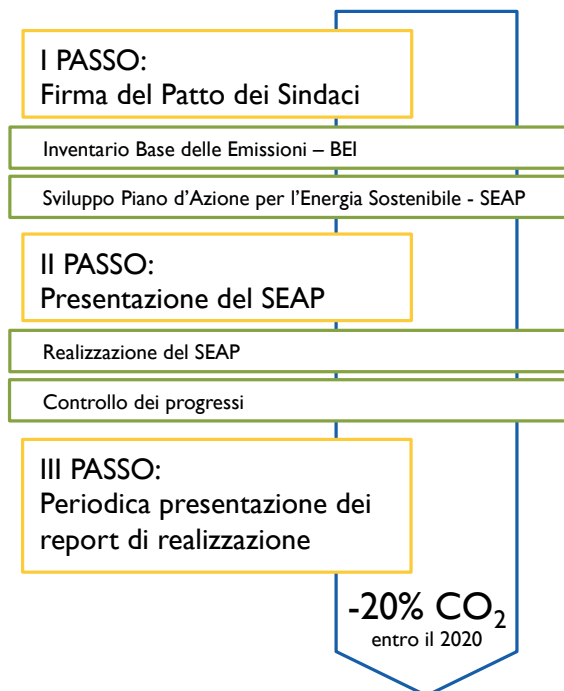 I PASSO:
Firma del Patto dei Sindaci
Inventario Base delle Emissioni – BEI
Sviluppo Piano d’Azione per l’Energia Sostenibile - SEAP
II PASSO:
Presentazione del SEAP
Realizzazione del SEAP
Controllo dei progressi
III PASSO:
Periodica presentazione dei
report di realizzazione
-20% CO₂
entro il 2020